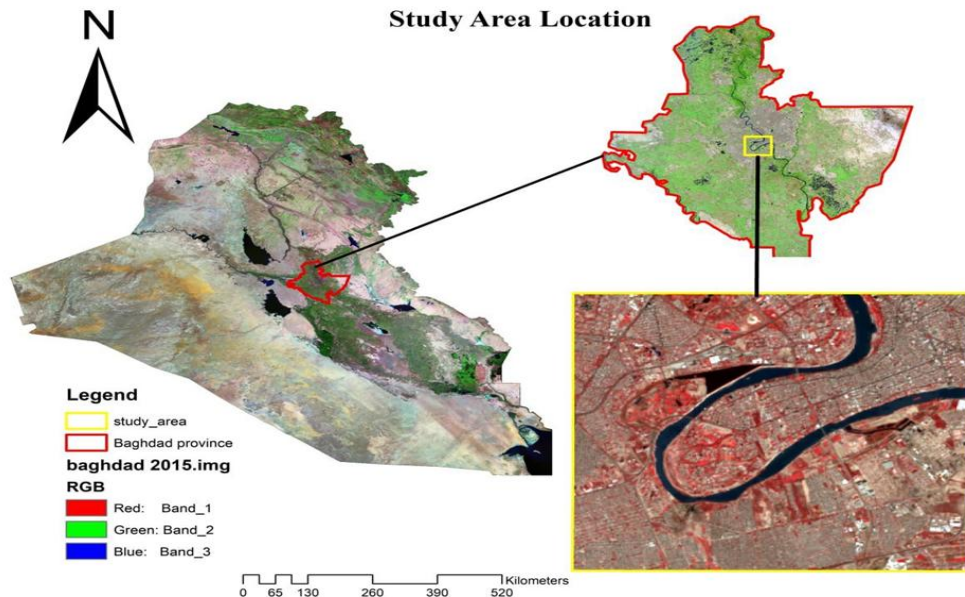 Study Area Location
N
Legend
study_area
Baghdad province
baghdad 2015.img
RGB
Red: Band_1
Green: Band_2
Blue: Band_3
Kilometers
0 65 130 260 390 520